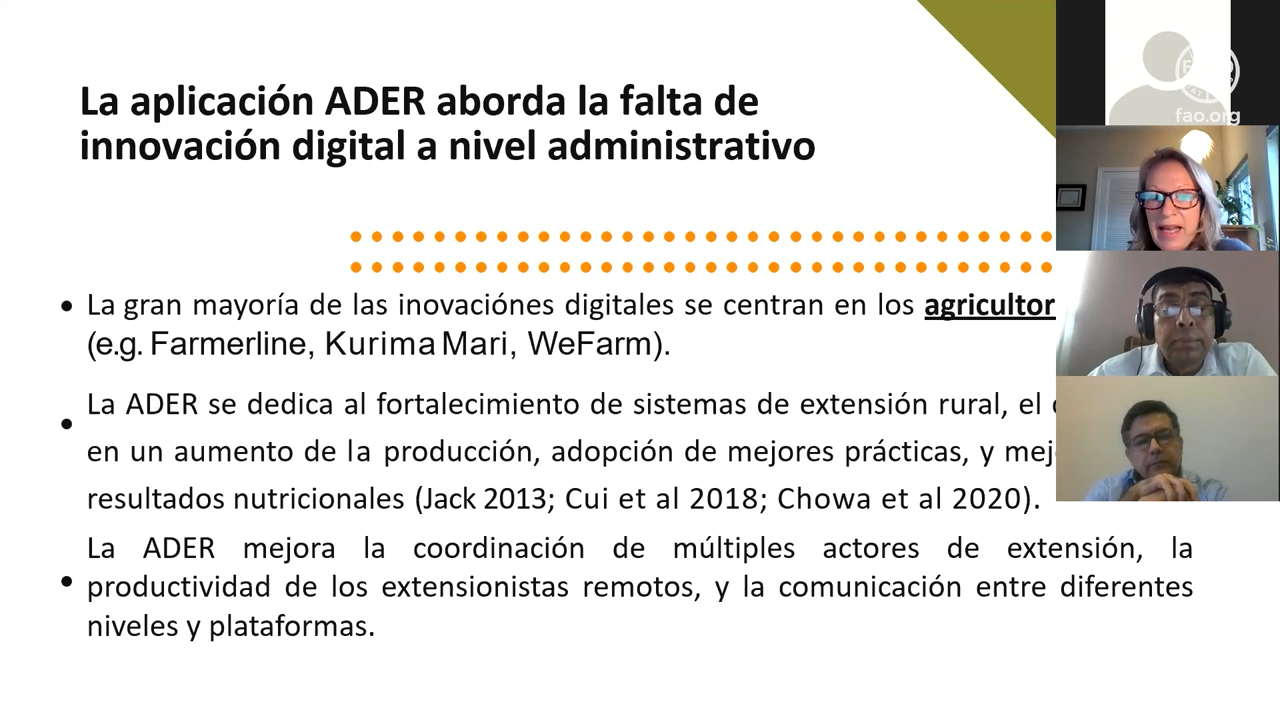 La aplicación ADER aborda la falta de
innovación digital a nivel administrativo
fao.org
• La gran mayoría de las inovaciónes digitales se centran en los agricultor
(e.g. Farmerline, Kurima Mari, WeFarm).
• La ADER se dedica al fortalecimiento de sistemas de extensión rural, el
en un aumento de la producción, adopción de mejores prácticas, y
resultados nutricionales (Jack 2013; Cui et al 2018; Chowa et al 2020).
• La ADER mejora la coordinación de múltiples actores de extensión, la
productividad de los extensionistas remotos, y la comunicación entre diferentes
niveles y plataformas.